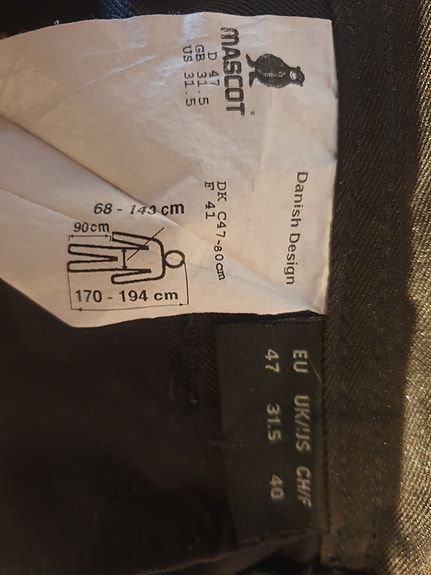 MASCOT®
D 47
GB 31.5
US 31.5
Danish Design
DK C47-80cm
F 41
68 - 143 cm
90cm
170 - 194 cm
EU UK/US CH/F
47 31.5 40